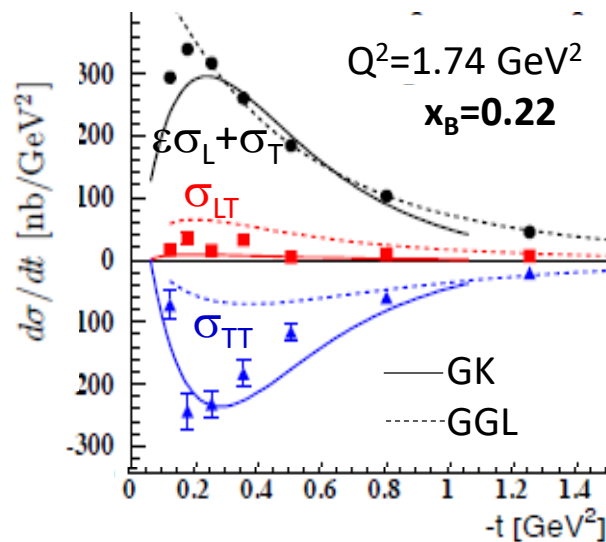 Q²=1.74 GeV²
x_B=0.22
dσ/dt [nb/GeV²]
300
200
100
0
100
200
-300
εσ_L+σ_T
σ_LT
σ_TT
GK
GGL
0 0.2 0.4 0.6 0.8 1 1.2 1.4
-t [GeV²]